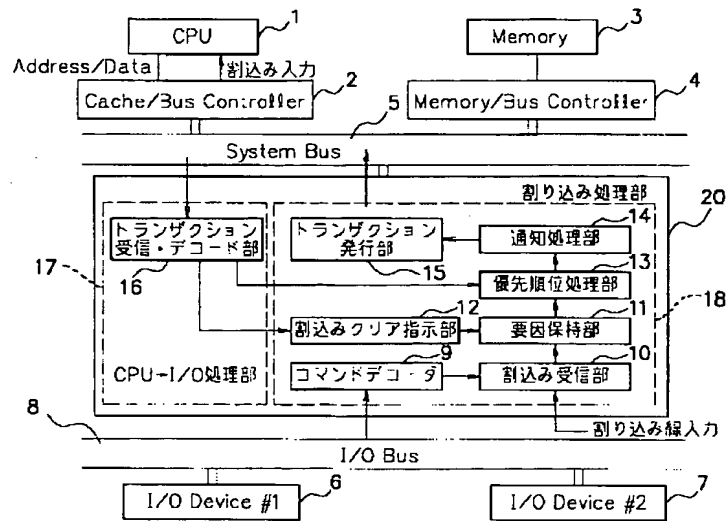 1
3
CPU
Memory
Address/Data
割込み入力
2
4
Cache/Bus Controller
Memory/Bus Controller
5
System Bus
割り込み処理部
20
14
トランザクション
受信・デコード部
トランザクション
発行部
通知処理部
17
16
15
13
優先順位処理部
18
12
11
割込みクリア指示部
要因保持部
9
10
CPU-I/O処理部
コマンドデコーダ
割込み受信部
8
割り込み線入力
I/O Bus
6
7
I/O Device #1
I/O Device #2